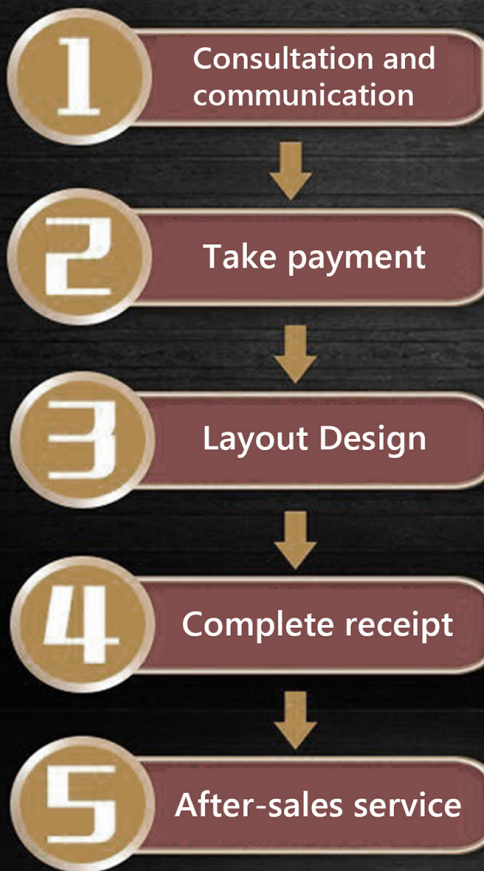 1
Consultation and
communication
2
Take payment
3
Layout Design
4
Complete receipt
5
After-sales service